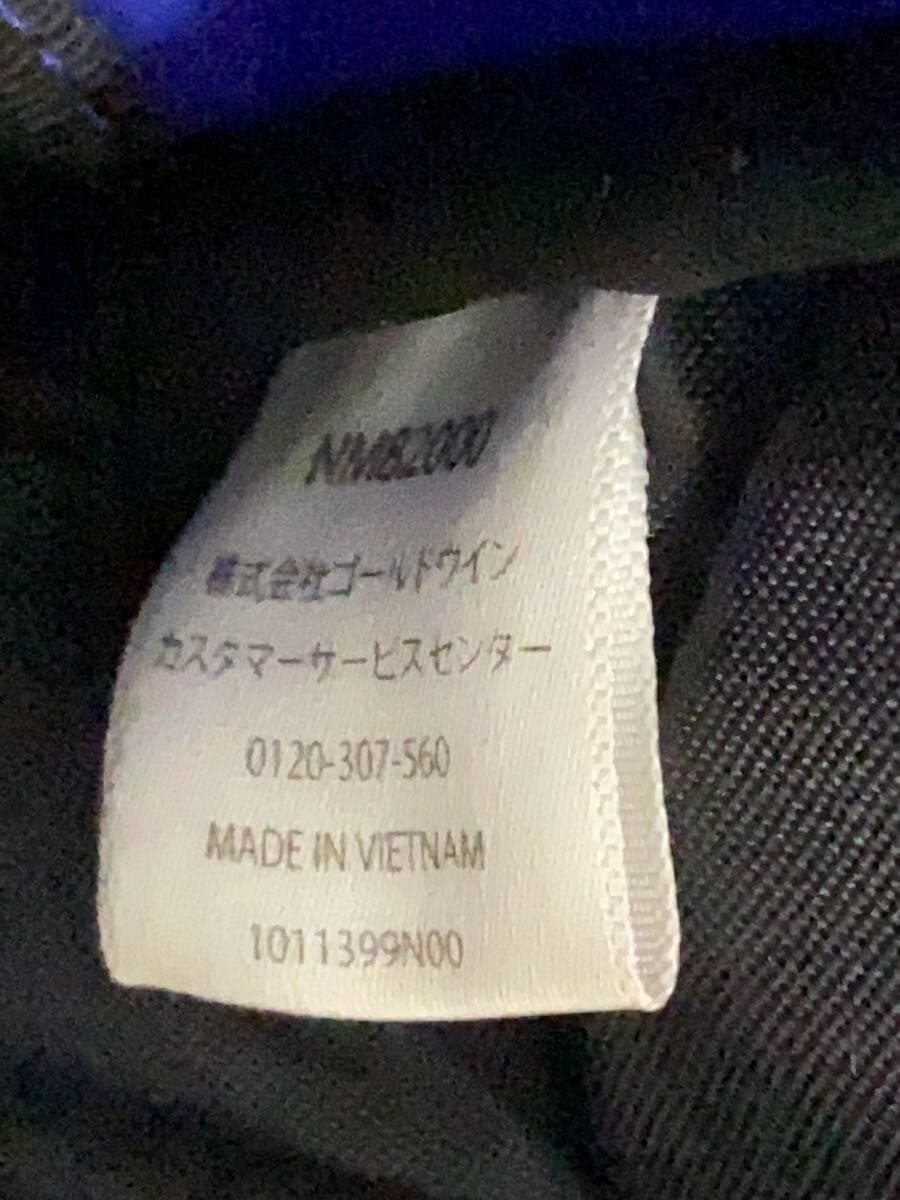 NM82000
株式会社ゴールドウイン
カスタマーサービスセンター
0120-307-560
MADE IN VIETNAM
1011399N00